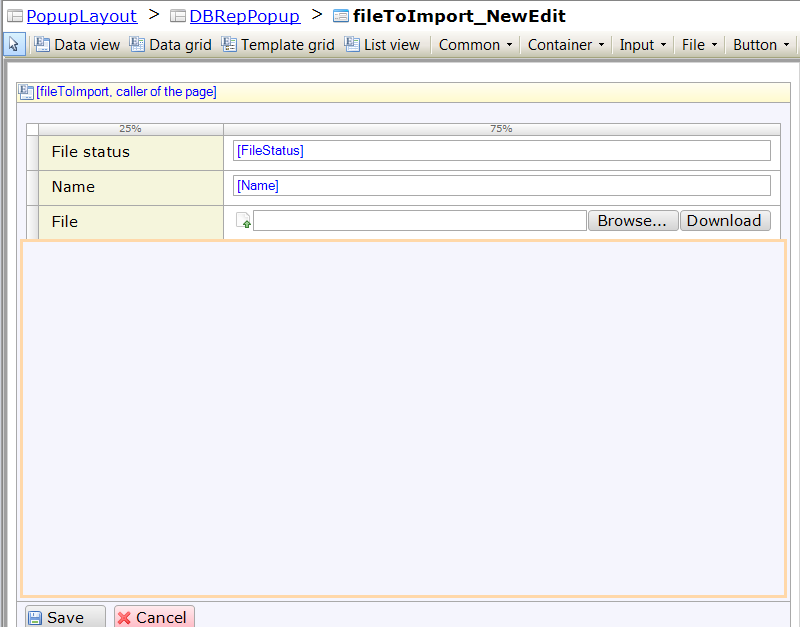 PopupLayout > DBRepPopup > fileToImport_NewEdit
Data view Data grid Template grid List view Common Container Input File Button
[fileToImport, caller of the page]
25% 75%
File status [FileStatus]
Name [Name]
File Browse... Download
Save Cancel